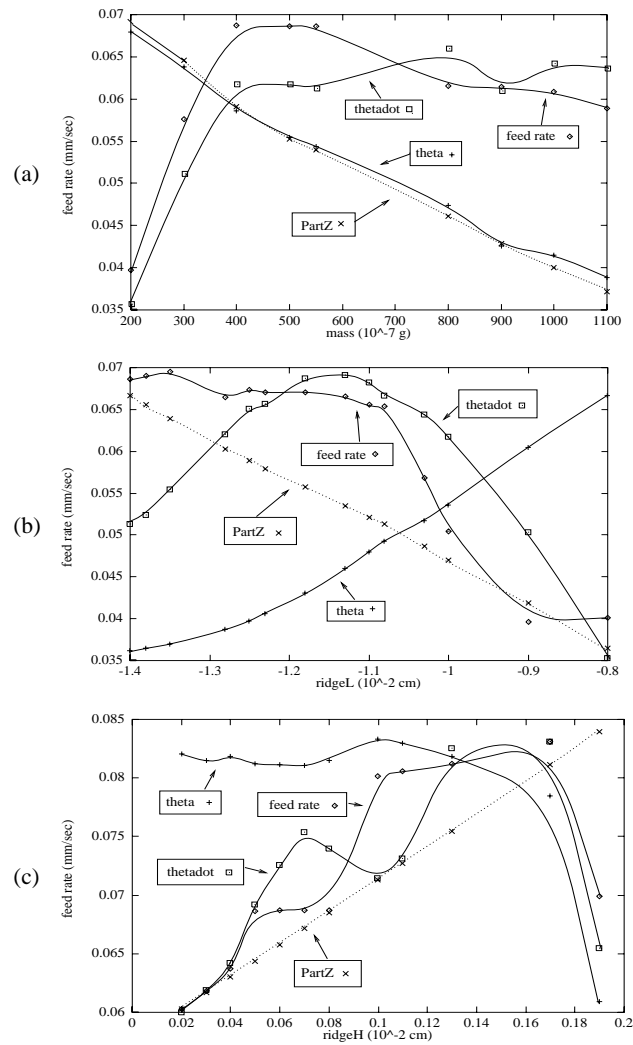 0.07
0.065
0.06
0.055
0.05
0.045
0.04
0.035
feed rate (mm/sec)
(a)
thetadot
feed rate
theta
PartZ
200 300 400 500 600 700 800 900 1000 1100
mass (10^-7 g)
0.07
0.065
0.06
0.055
0.05
0.045
0.04
0.035
feed rate (mm/sec)
(b)
thetadot
feed rate
PartZ
theta
-1.4 -1.3 -1.2 -1.1 -1 -0.9 -0.8
ridgeL (10^-2 cm)
0.085
0.08
0.075
0.07
0.065
0.06
feed rate (mm/sec)
(c)
theta
feed rate
thetadot
PartZ
0 0.02 0.04 0.06 0.08 0.1 0.12 0.14 0.16 0.18 0.2
ridgeH (10^-2 cm)